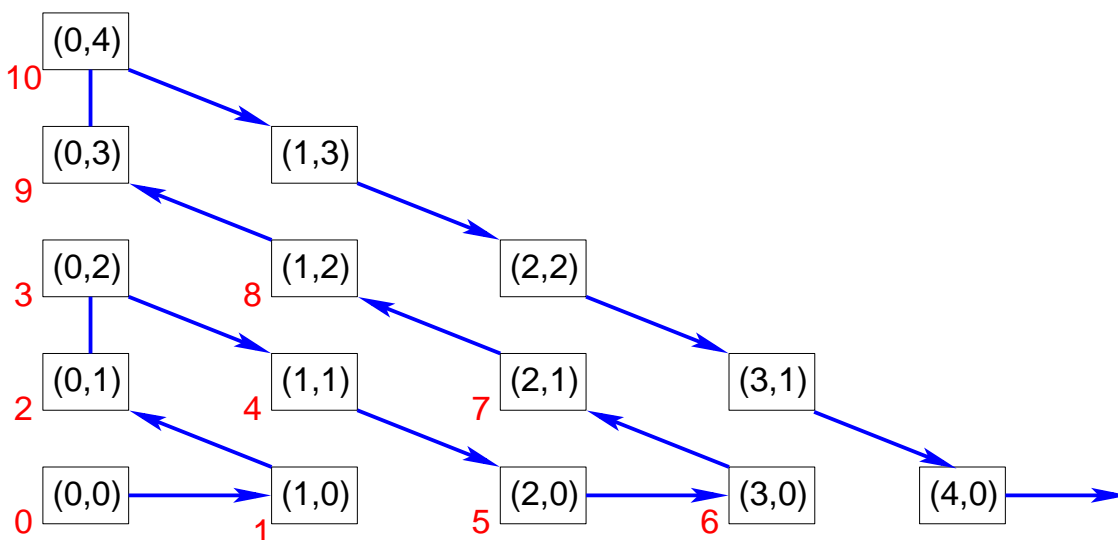 (0,4)
10
(0,3) (1,3)
9
(0,2) (1,2) (2,2)
3 8
(0,1) (1,1) (2,1) (3,1)
2 4 7
(0,0) (1,0) (2,0) (3,0) (4,0)
0 1 5 6